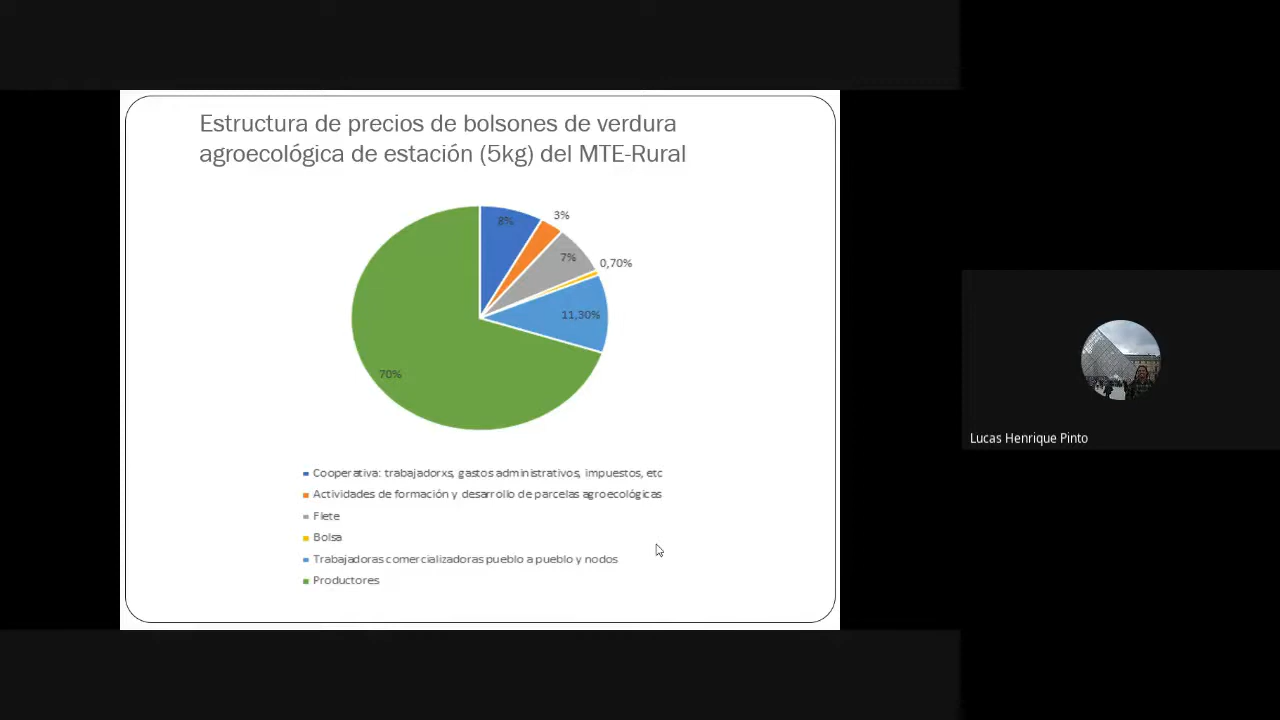 Estructura de precios de bolsones de verdura
agroecológica de estación (5kg) del MTE-Rural
8%
3%
7%
0,70%
11,30%
70%
Cooperativa: trabajadorxs, gastos administrativos, impuestos, etc
Actividades de formación y desarrollo de parcelas agroecológicas
Flete
Bolsa
Trabajadoras comercializadoras pueblo a pueblo y nodos
Productores
Lucas Henrique Pinto